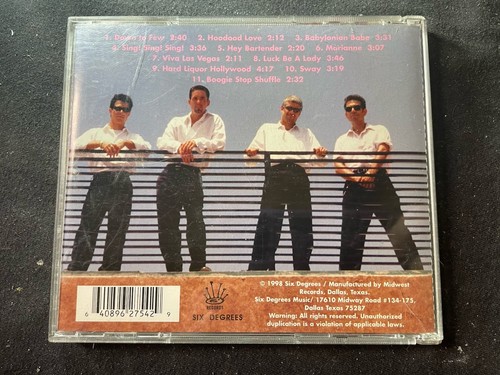 1. Down to Few 2:40 2. Hoodood Love 2:13 3. Babylonian Babe 5:31
4. Sing! Sing! Sing! 3:36 5. Hey Bartender 2:20 6. Marianne 3:07
7. Viva Las Vegas 2:11 8. Luck Be A Lady 3:46
9. Hard Liquor Hollywood 4:17 10. Sway 3:19
11. Boogie Stop Shuffle 2:22
6 40896 27542 9
RECORDS
SIX DEGREES
© 1998 Six Degrees / Manufactured by Midwest
Records, Dallas, Texas.
Six Degrees Music/ 17610 Midway Road #134-175,
Dallas Texas 75287
Warning: All rights reserved. Unauthorized
duplication is a violation of applicable laws.